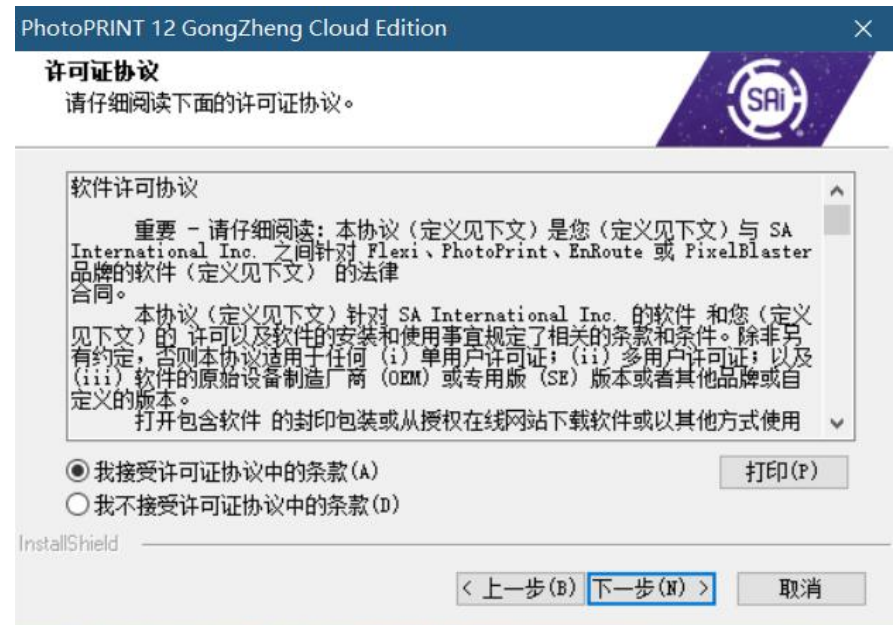 PhotoPRINT 12 GongZheng Cloud Edition
许可证协议
请仔细阅读下面的许可证协议。
SAi
软件许可协议
重要 - 请仔细阅读: 本协议 (定义见下文) 是您 (定义见下文) 与 SA
International Inc. 之间针对 Flexi、PhotoPrint、EnRoute 或 PixelBlaster
品牌的软件 (定义见下文) 的法律
合同。
本协议 (定义见下文) 针对 SA International Inc. 的软件 和您 (定义
见下文) 的 许可以及软件的安装和使用事宜规定了相关的条款和条件。除非另
有约定, 否则本协议适用于任何 (i) 单用户许可证; (ii) 多用户许可证; 以及
(iii) 软件的原始设备制造厂商 (OEM) 或专用版 (SE) 版本或者其他品牌或自
定义的版本。
打开包含软件 的封印包装或从授权在线网站下载软件或以其他方式使用
我接受许可证协议中的条款(A)
打印(P)
我不接受许可证协议中的条款(D)
InstallShield
< 上一步(B) 下一步(N) > 取消